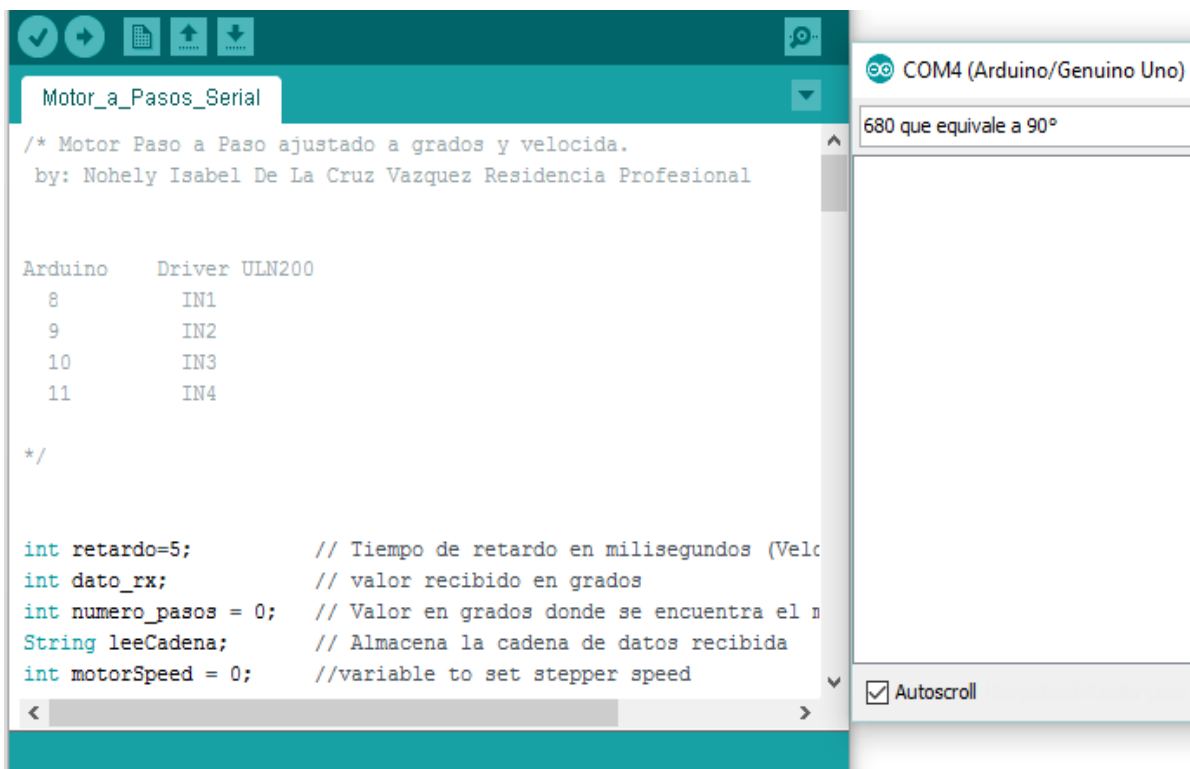 Motor_a_Pasos_Serial
/* Motor Paso a Paso ajustado a grados y velocida.
by: Nohely Isabel De La Cruz Vazquez Residencia Profesional
Arduino Driver ULN200
8 IN1
9 IN2
10 IN3
11 IN4
*/
int retardo=5; // Tiempo de retardo en milisegundos (Velo
int dato_rx; // valor recibido en grados
int numero_pasos = 0; // Valor en grados donde se encuentra el m
String leeCadena; // Almacena la cadena de datos recibida
int motorSpeed = 0; //variable to set stepper speed
COM4 (Arduino/Genuino Uno)
680 que equivale a 90º
Autoscroll